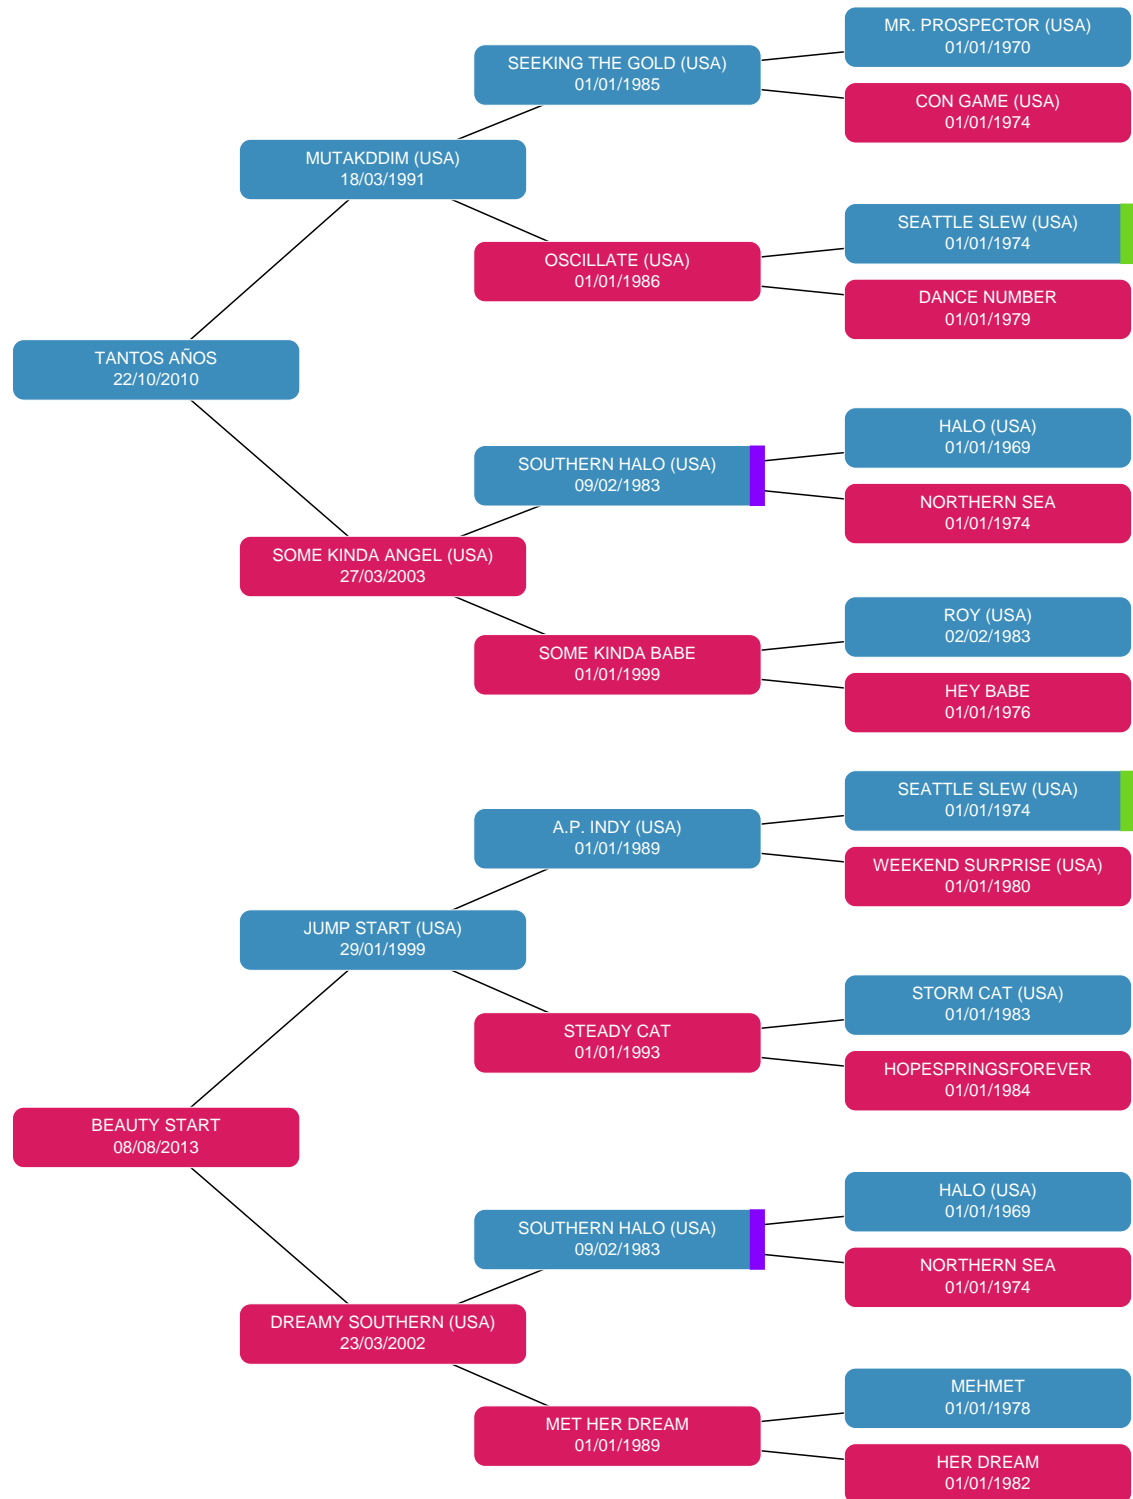 MR. PROSPECTOR (USA)
01/01/1970
SEEKING THE GOLD (USA)
01/01/1985
CON GAME (USA)
01/01/1974
MUTAKDDIM (USA)
18/03/1991
SEATTLE SLEW (USA)
01/01/1974
OSCILLATE (USA)
01/01/1986
DANCE NUMBER
01/01/1979
TANTOS AÑOS
22/10/2010
HALO (USA)
01/01/1969
SOUTHERN HALO (USA)
09/02/1983
NORTHERN SEA
01/01/1974
SOME KINDA ANGEL (USA)
27/03/2003
ROY (USA)
02/02/1983
SOME KINDA BABE
01/01/1999
HEY BABE
01/01/1976
SEATTLE SLEW (USA)
01/01/1974
A.P. INDY (USA)
01/01/1989
WEEKEND SURPRISE (USA)
01/01/1980
JUMP START (USA)
29/01/1999
STORM CAT (USA)
01/01/1983
STEADY CAT
01/01/1993
HOPESPRINGSFOREVER
01/01/1984
BEAUTY START
08/08/2013
HALO (USA)
01/01/1969
SOUTHERN HALO (USA)
09/02/1983
NORTHERN SEA
01/01/1974
DREAMY SOUTHERN (USA)
23/03/2002
MEHMET
01/01/1978
MET HER DREAM
01/01/1989
HER DREAM
01/01/1982